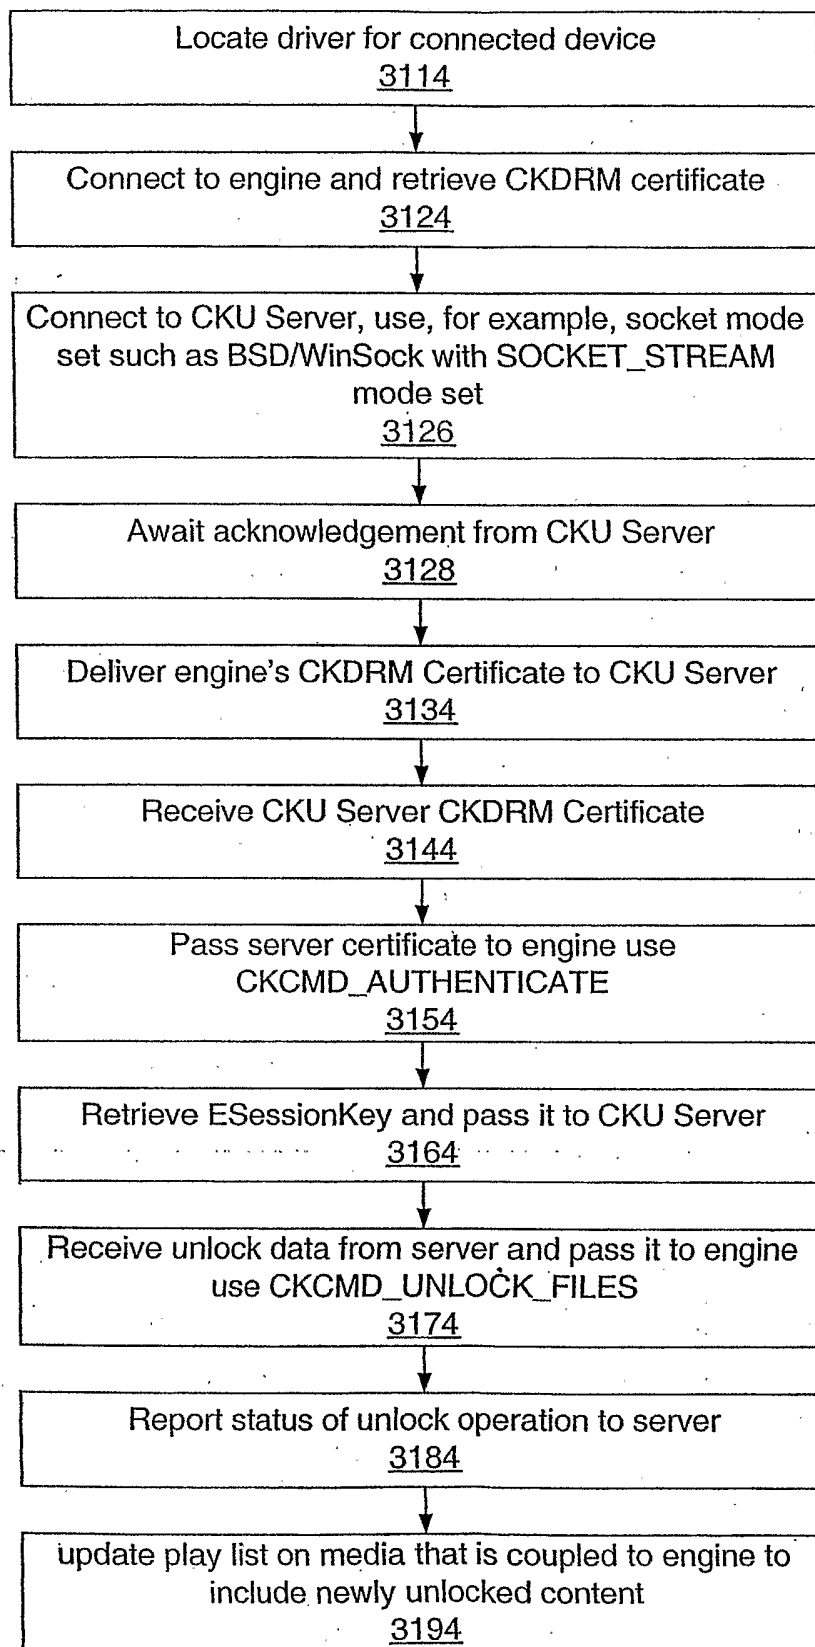 Locate driver for connected device
3114
Connect to engine and retrieve CKDRM certificate
3124
Connect to CKU Server, use, for example, socket mode
set such as BSD/WinSock with SOCKET_STREAM
mode set
3126
Await acknowledgement from CKU Server
3128
Deliver engine's CKDRM Certificate to CKU Server
3134
Receive CKU Server CKDRM Certificate
3144
Pass server certificate to engine use
CKCMD_AUTHENTICATE
3154
Retrieve ESessionKey and pass it to CKU Server
3164
Receive unlock data from server and pass it to engine
use CKCMD_UNLOCK_FILES
3174
Report status of unlock operation to server
3184
update play list on media that is coupled to engine to
include newly unlocked content
3194